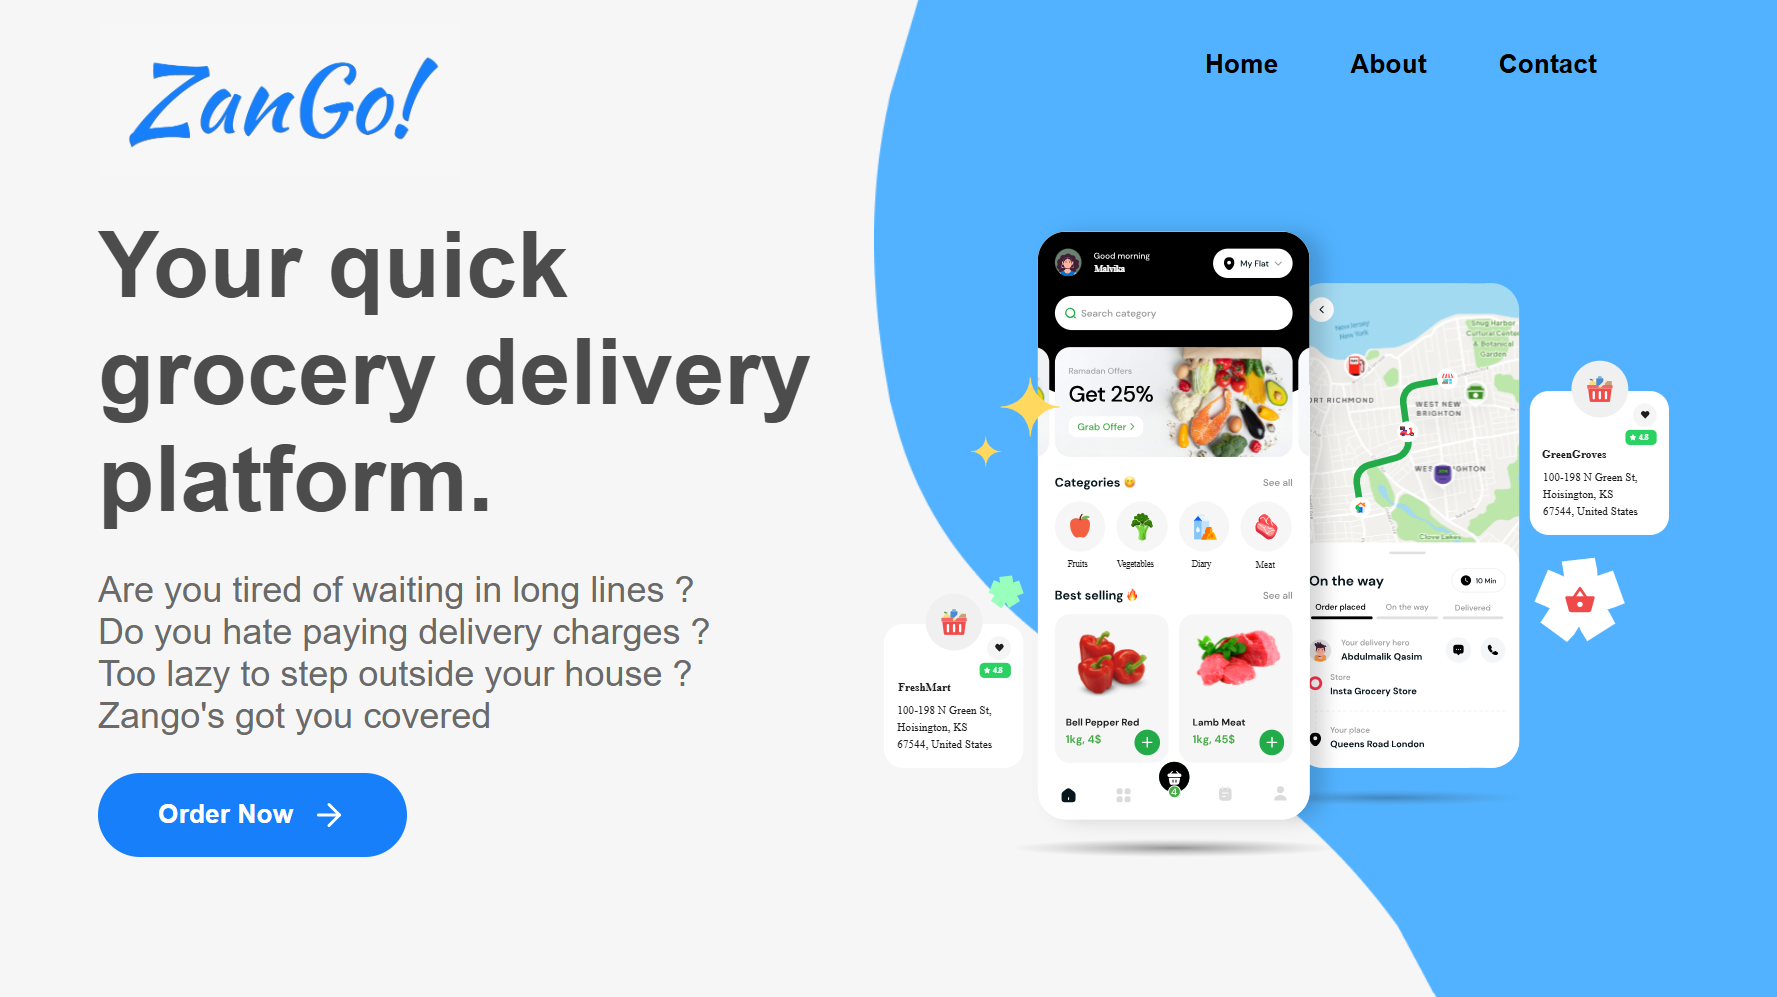 ZanGo!
Home
About
Contact
Your quick
grocery delivery
platform.
Are you tired of waiting in long lines ?
Do you hate paying delivery charges ?
Too lazy to step outside your house ?
Zango's got you covered
Order Now
Good morning
Malvika
My Flat
Search category
Ramadan Offers
Get 25%
Grab Offer
Categories
See all
Fruits
Vegetables
Diary
Meat
Best selling
See all
Bell Pepper Red
1kg, 4$
Lamb Meat
1kg, 45$
4
New Jersey
New York
Snug Harbor
Cultural Center
& Botanical
Garden
ORT RICHMOND
WEST NEW
BRIGHTON
Clove Lakes
On the way
10 Min
Order placed
On the way
Delivered
Your delivery hero
Abdulmalik Qasim
Store
Insta Grocery Store
Your place
Queens Road London
4.8
FreshMart
100-198 N Green St,
Hoisington, KS
67544, United States
4.8
GreenGroves
100-198 N Green St,
Hoisington, KS
67544, United States